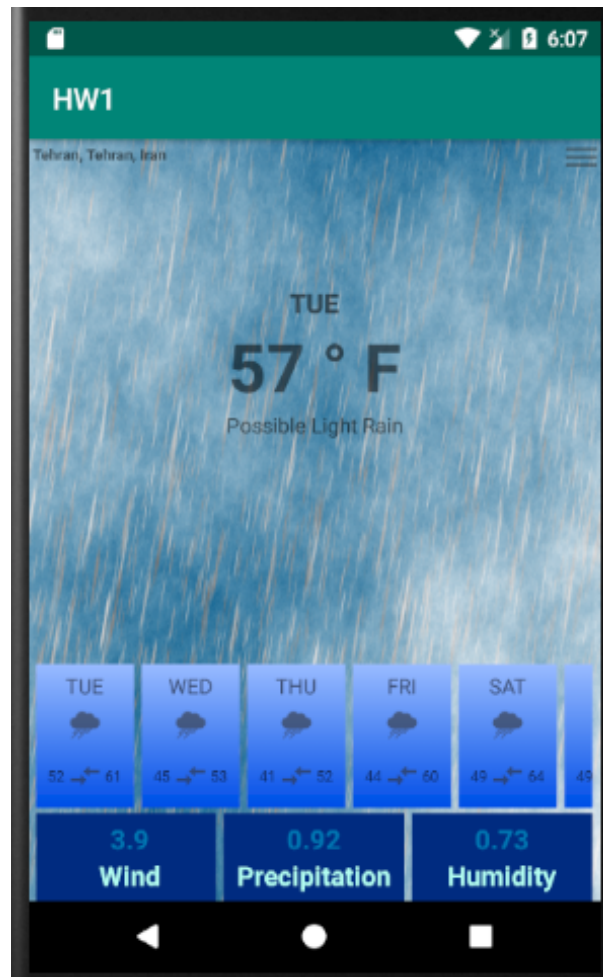 6:07
HW1
Tehran, Tehran, Iran
TUE
57 ° F
Possible Light Rain
TUE WED THU FRI SAT
52 61 45 53 41 52 44 60 49 64 49
3.9 0.92 0.73
Wind Precipitation Humidity